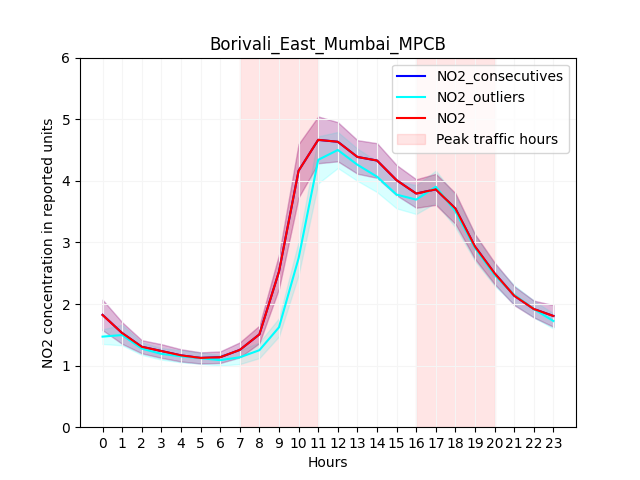 Borivali_East_Mumbai_MPCB
NO2 concentration in reported units
6
5
4
3
2
1
0
NO2_consecutives
NO2_outliers
NO2
Peak traffic hours
0 1 2 3 4 5 6 7 8 9 10 11 12 13 14 15 16 17 18 19 20 21 22 23
Hours